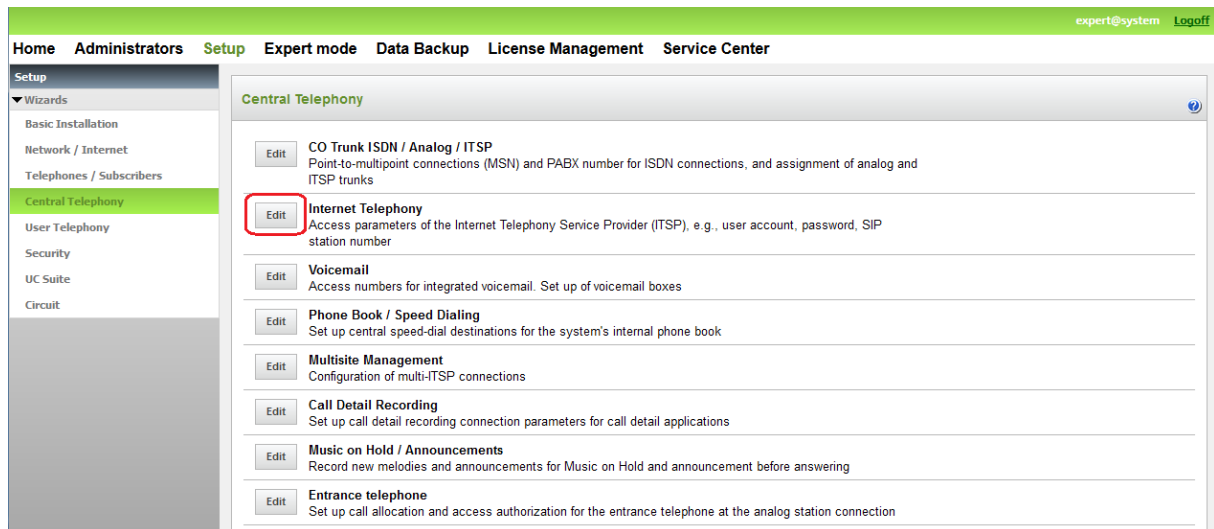 expert@system Logoff
Home Administrators Setup Expert mode Data Backup License Management Service Center
Setup
Wizards
Basic Installation
Network / Internet
Telephones / Subscribers
Central Telephony
User Telephony
Security
UC Suite
Circuit
Central Telephony
?
Edit
CO Trunk ISDN / Analog / ITSP
Point-to-multipoint connections (MSN) and PABX number for ISDN connections, and assignment of analog and
ITSP trunks
Edit
Internet Telephony
Access parameters of the Internet Telephony Service Provider (ITSP), e.g., user account, password, SIP
station number
Edit
Voicemail
Access numbers for integrated voicemail. Set up of voicemail boxes
Edit
Phone Book / Speed Dialing
Set up central speed-dial destinations for the system's internal phone book
Edit
Multisite Management
Configuration of multi-ITSP connections
Edit
Call Detail Recording
Set up call detail recording connection parameters for call detail applications
Edit
Music on Hold / Announcements
Record new melodies and announcements for Music on Hold and announcement before answering
Edit
Entrance telephone
Set up call allocation and access authorization for the entrance telephone at the analog station connection